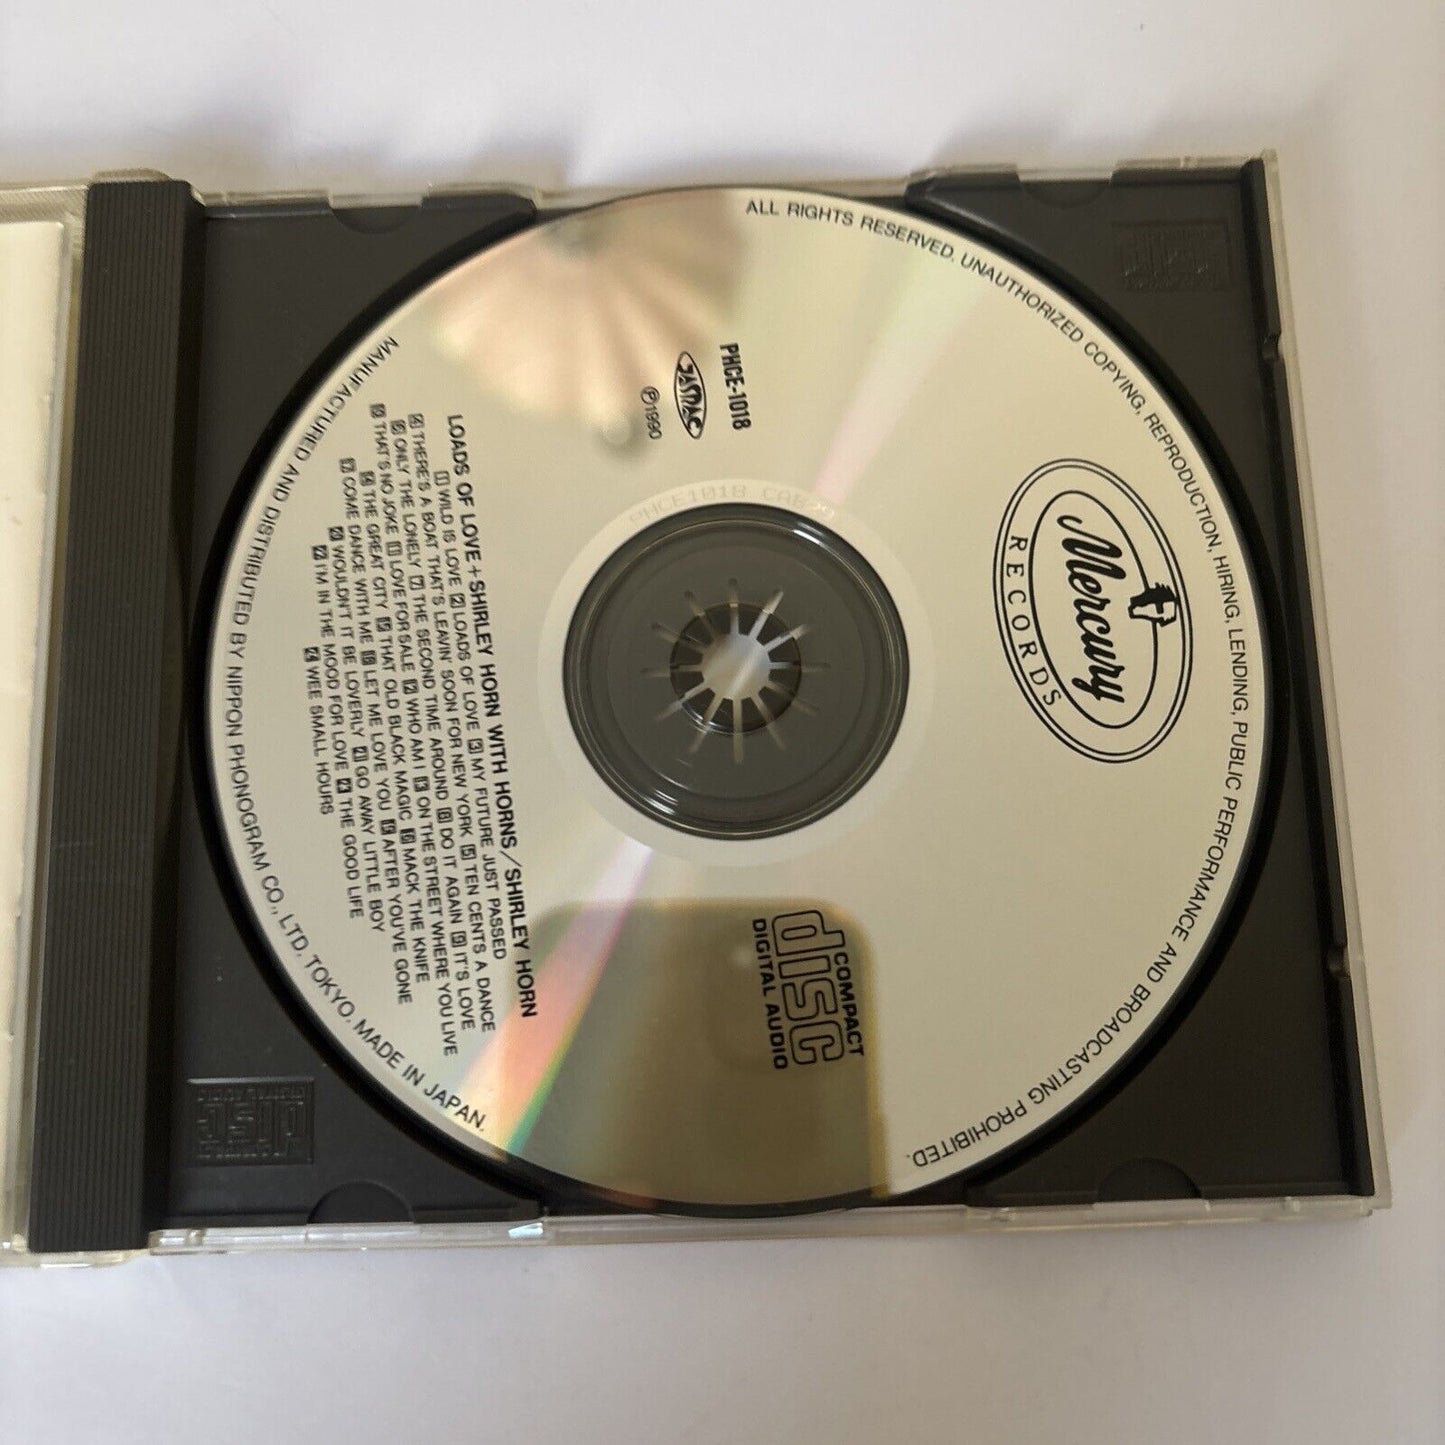 Mercury
RECORDS
PHCE-1018
JASRAC
Ⓟ1990
COMPACT
disc
DIGITAL AUDIO
PHCE1018
LOADS OF LOVE+SHIRLEY HORN WITH HORNS/SHIRLEY HORN
1 WILD IS LOVE 2 LOADS OF LOVE 3 MY FUTURE JUST PASSED
4 THERE'S A BOAT THAT'S LEAVIN' SOON FOR NEW YORK 5 TEN CENTS A DANCE
6 ONLY THE LONELY 7 THE SECOND TIME AROUND 8 DO IT AGAIN 9 IT'S LOVE
10 THAT'S NO JOKE 11 LOVE FOR SALE 12 WHO AM I 13 ON THE STREET WHERE YOU LIVE
14 THE GREAT CITY 15 THAT OLD BLACK MAGIC 16 MACK THE KNIFE
17 COME DANCE WITH ME 18 LET ME LOVE YOU 19 AFTER YOU'VE GONE
20 WOULDN'T IT BE LOVERLY 21 GO AWAY LITTLE BOY
22 I'M IN THE MOOD FOR LOVE 23 THE GOOD LIFE
24 WEE SMALL HOURS
MANUFACTURED AND DISTRIBUTED BY NIPPON PHONOGRAM CO., LTD. TOKYO. MADE IN JAPAN.
ALL RIGHTS RESERVED. UNAUTHORIZED COPYING, REPRODUCTION, HIRING, LENDING, PUBLIC PERFORMANCE AND BROADCASTING PROHIBITED.